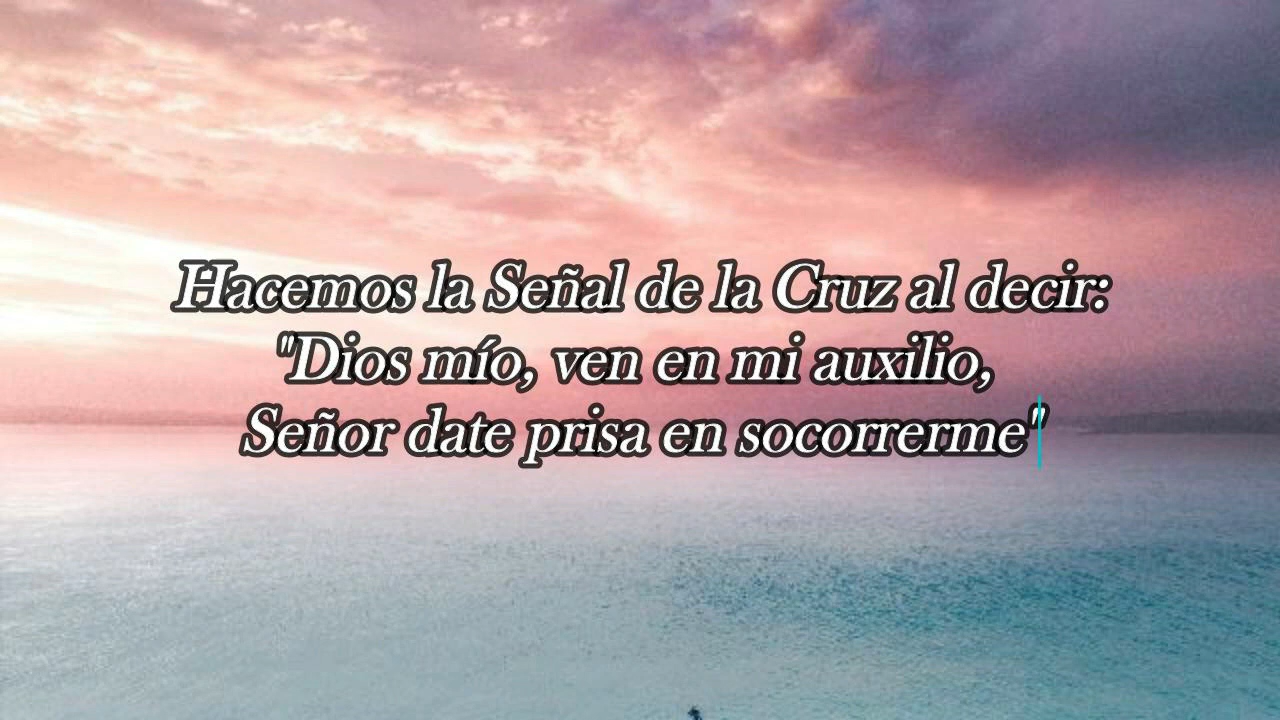 Hacemos la Señal de la Cruz al decir:
"Dios mío, ven en mi auxilio,
Señor date prisa en socorrerme"